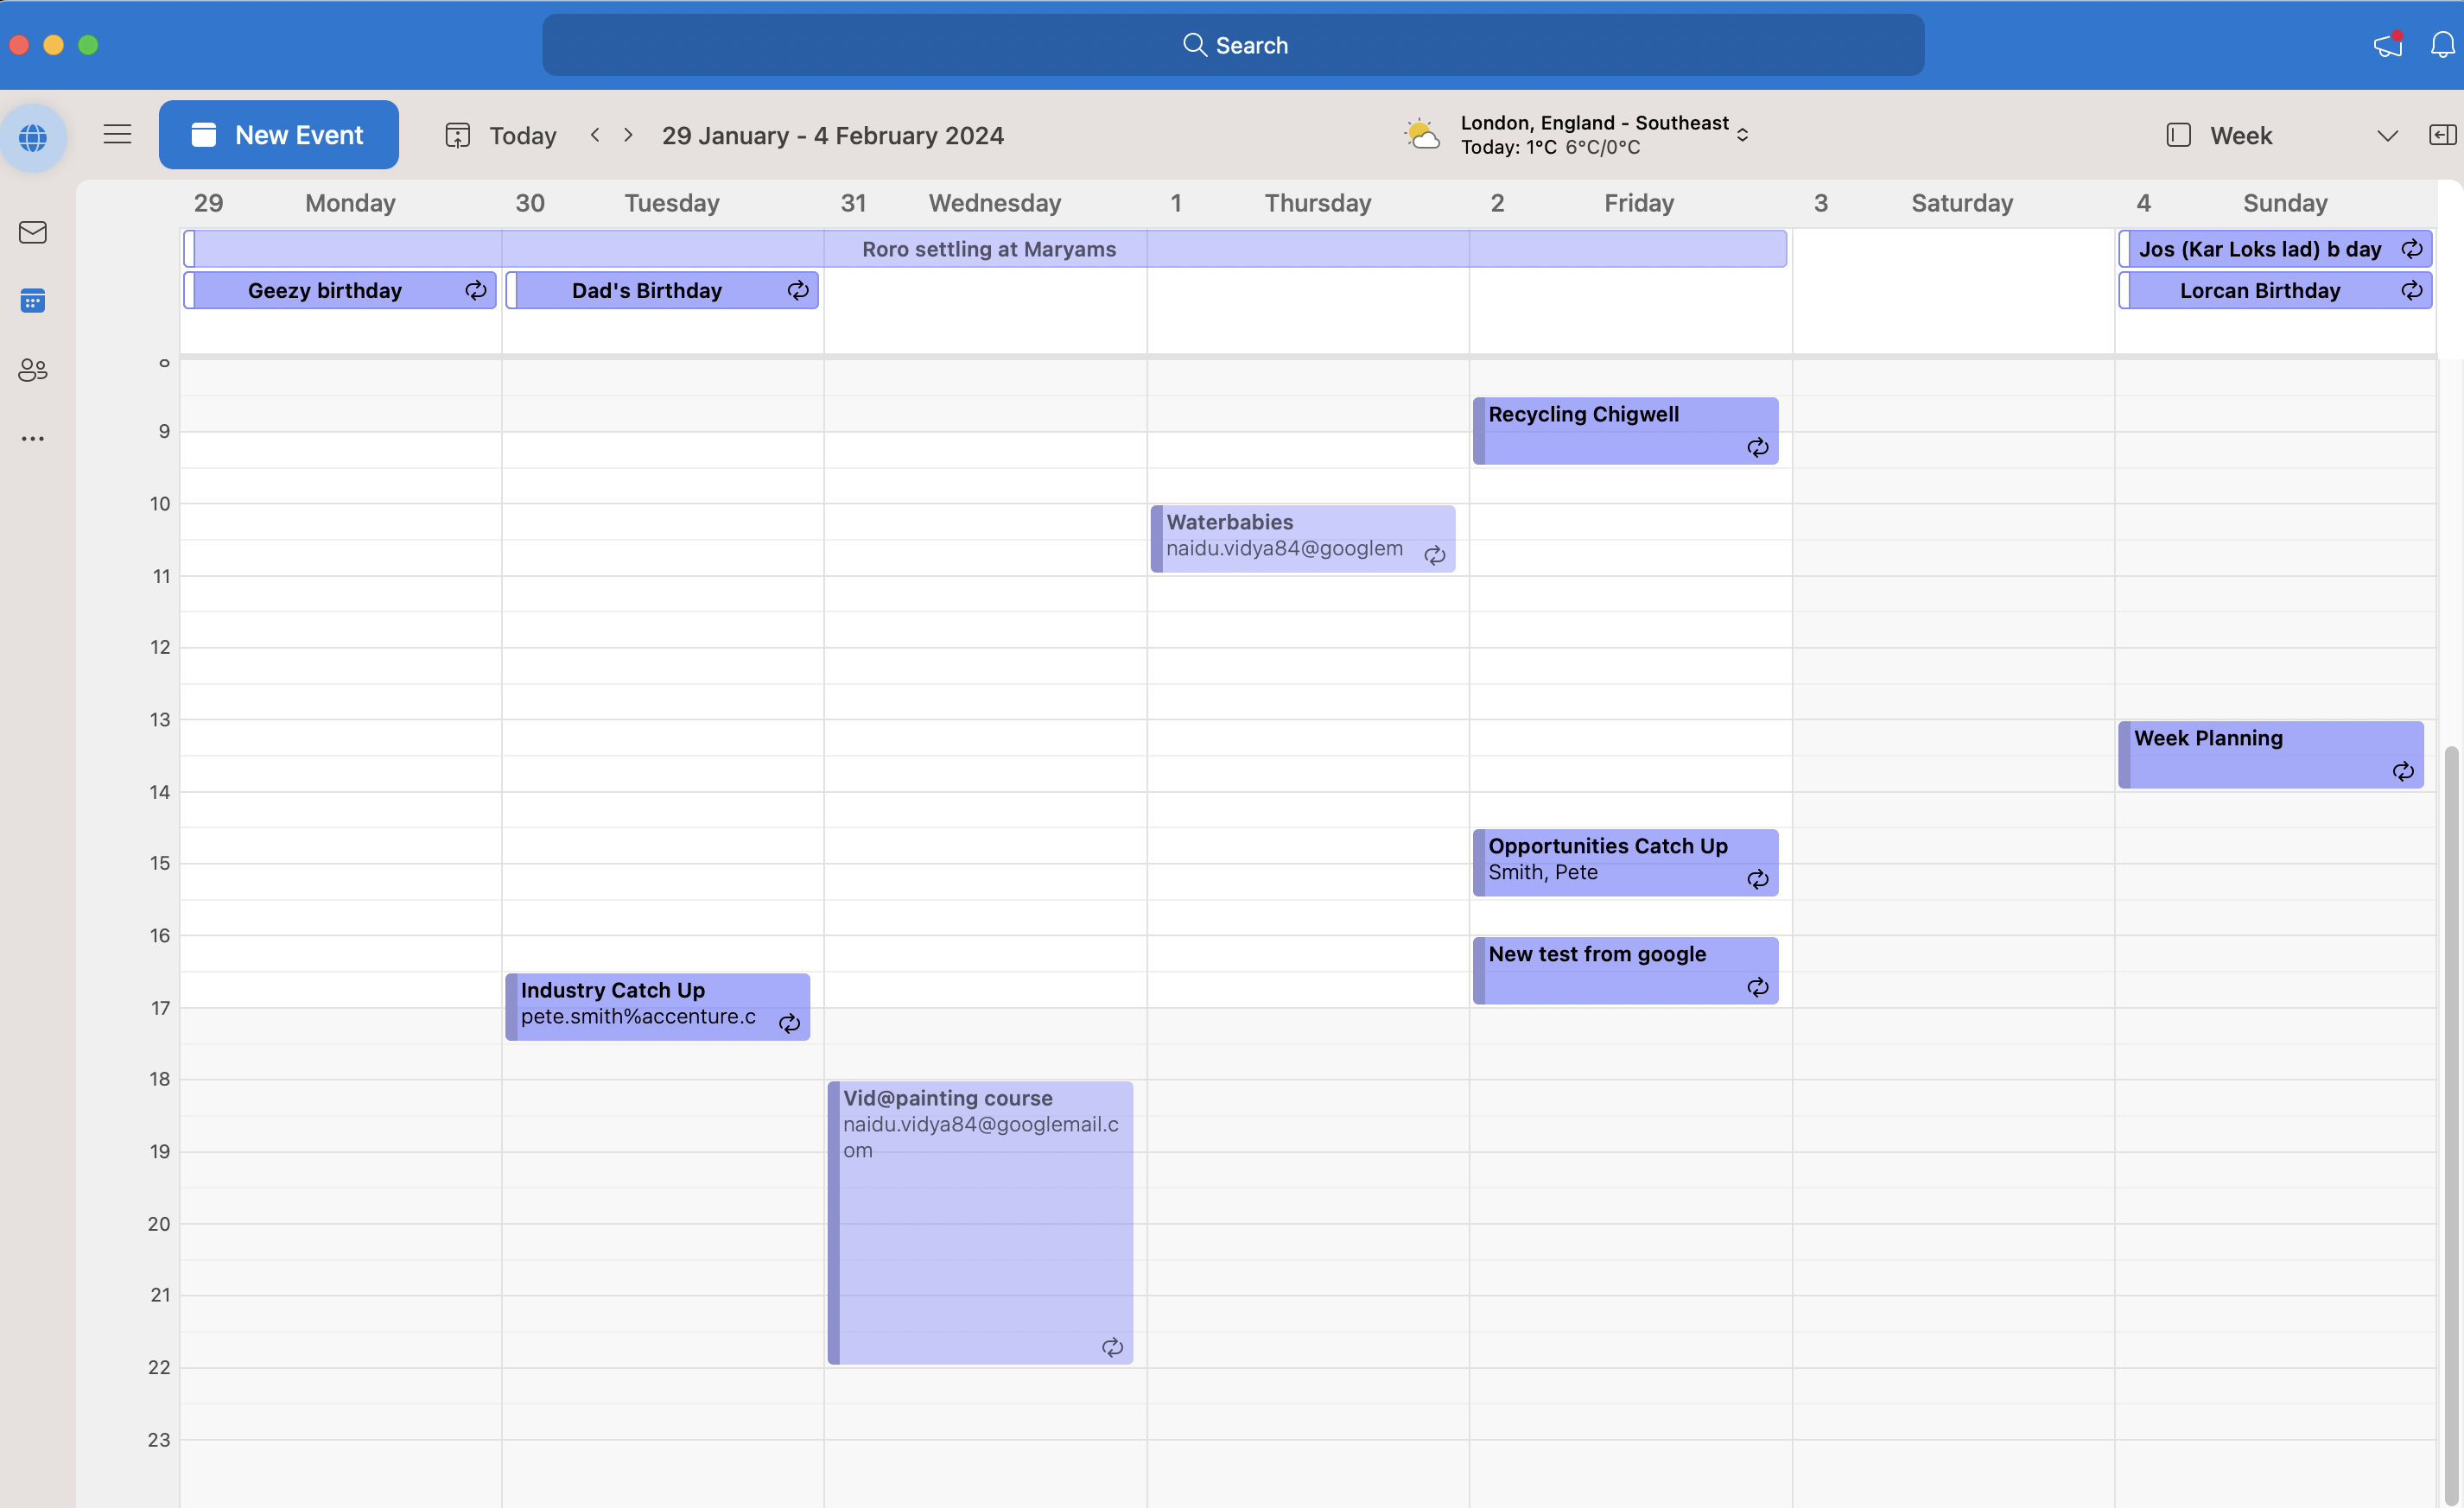 Search
New Event
Today
29 January - 4 February 2024
London, England - Southeast
Today: 1°C 6°C/0°C
Week
29 Monday
30 Tuesday
31 Wednesday
1 Thursday
2 Friday
3 Saturday
4 Sunday
Roro settling at Maryams
Jos (Kar Loks lad) b day
Geezy birthday
Dad's Birthday
Lorcan Birthday
8
Recycling Chigwell
9
10
Waterbabies
naidu.vidya84@googlem
11
12
13
Week Planning
14
Opportunities Catch Up
15
Smith, Pete
16
New test from google
Industry Catch Up
17
pete.smith%accenture.c
18
Vid@painting course
naidu.vidya84@googlemail.c
om
19
20
21
22
23